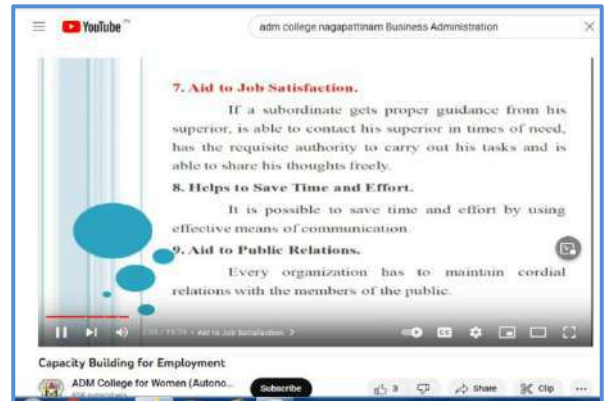 YouTube
adm college nagapattinam Business Administration
7. Aid to Job Satisfaction.
If a subordinate gets proper guidance from his
superior, is able to contact his superior in times of need,
has the requisite authority to carry out his tasks and is
able to share his thoughts freely.
8. Helps to Save Time and Effort.
It is possible to save time and effort by using
effective means of communication.
9. Aid to Public Relations.
Every organization has to maintain cordial
relations with the members of the public.
Aid to Job Satisfaction.
Capacity Building for Employment
ADM College for Women (Autono...
Subscribe
3
Share
Clip